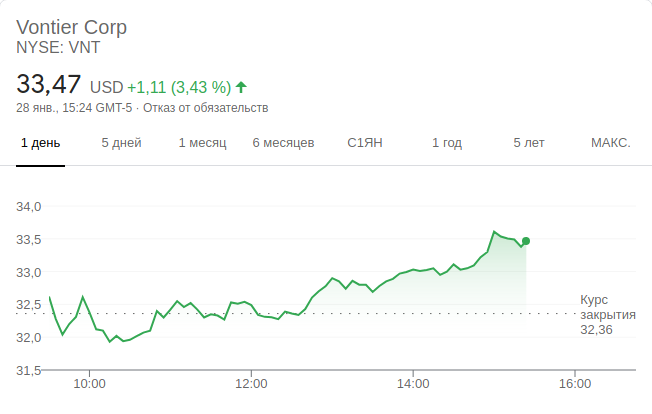 Vontier Corp
NYSE: VNT
33,47 USD +1,11 (3,43 %)
28 янв., 15:24 GMT-5 · Отказ от обязательств
1 день 5 дней 1 месяц 6 месяцев С1ЯН 1 год 5 лет МАКС.
34,0
33,5
33,0
32,5
32,0
31,5
Курс
закрытия
32,36
10:00 12:00 14:00 16:00